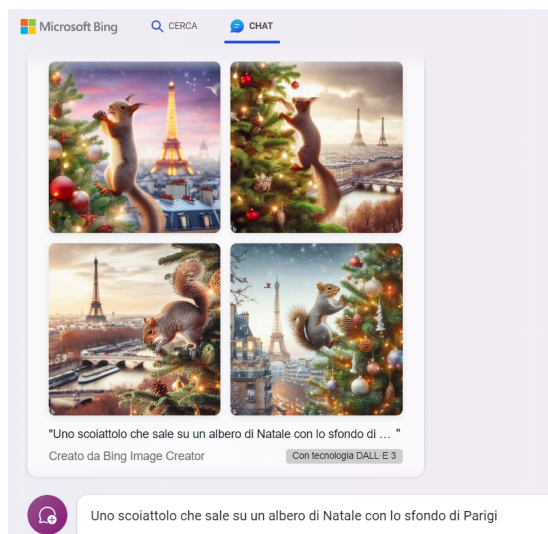 Microsoft Bing CERCA CHAT
"Uno scoiattolo che sale su un albero di Natale con lo sfondo di ... "
Creato da Bing Image Creator Con tecnologia DALL·E 3
Uno scoiattolo che sale su un albero di Natale con lo sfondo di Parigi